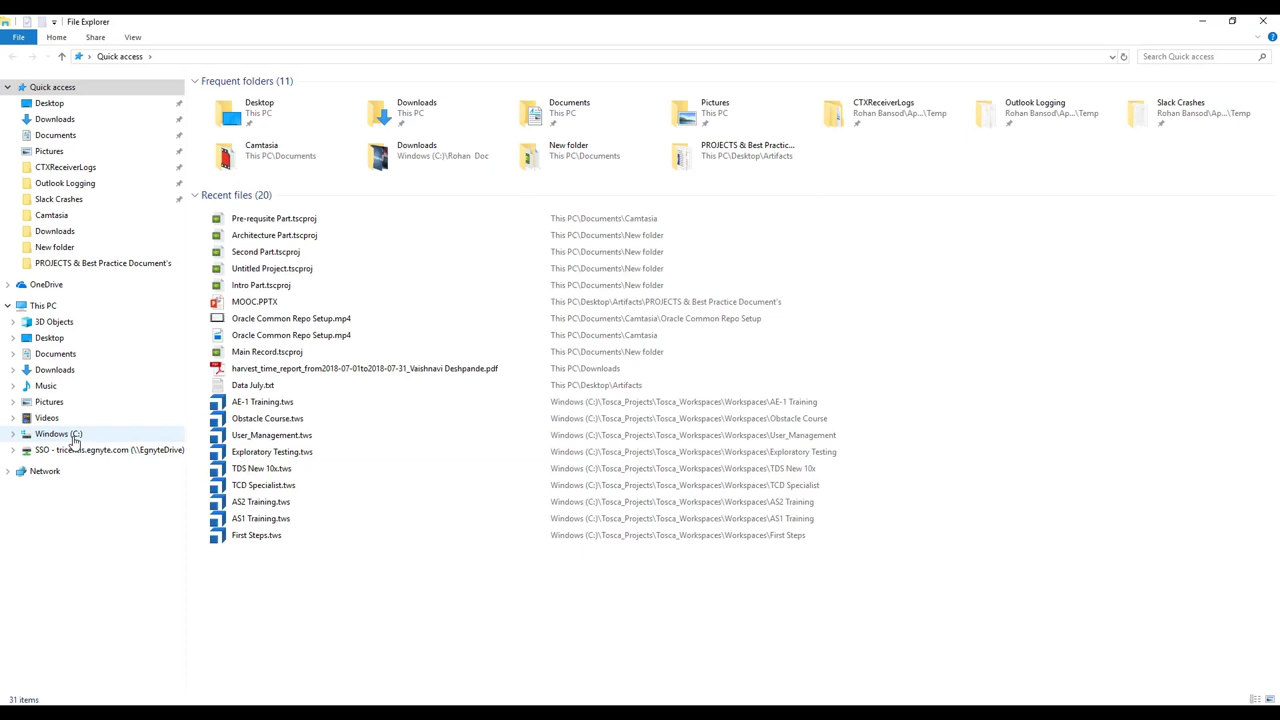 File Explorer
File Home Share View
Quick access
Search Quick access
Quick access
Desktop
Downloads
Documents
Pictures
CTXReceiverLogs
Outlook Logging
Slack Crashes
Camtasia
Downloads
New folder
PROJECTS & Best Practice Document's
OneDrive
This PC
3D Objects
Desktop
Documents
Downloads
Music
Pictures
Videos
Windows (C:)
SSO - tricentis.egnyte.com (\\EgnyteDrive)
Network
Frequent folders (11)
Desktop
This PC
Downloads
This PC
Documents
This PC
Pictures
This PC
CTXReceiverLogs
Rohan Bansod\Ap...\Temp
Outlook Logging
Rohan Bansod\Ap...\Temp
Slack Crashes
Rohan Bansod\Ap...\Temp
Camtasia
This PC\Documents
Downloads
Windows (C:)\Rohan Doc
New folder
This PC\Documents
PROJECTS & Best Practic...
This PC\Desktop\Artifacts
Recent files (20)
Pre-requsite Part.tscproj This PC\Documents\Camtasia
Architecture Part.tscproj This PC\Documents\New folder
Second Part.tscproj This PC\Documents\New folder
Untitled Project.tscproj This PC\Documents\New folder
Intro Part.tscproj This PC\Documents\New folder
MOOC.PPTX This PC\Desktop\Artifacts\PROJECTS & Best Practice Document's
Oracle Common Repo Setup.mp4 This PC\Documents\Camtasia\Oracle Common Repo Setup
Oracle Common Repo Setup.mp4 This PC\Documents\Camtasia
Main Record.tscproj This PC\Documents\New folder
harvest_time_report_from2018-07-01to2018-07-31_Vaishnavi Deshpande.pdf This PC\Downloads
Data July.txt This PC\Desktop\Artifacts
AE-1 Training.tws Windows (C:)\Tosca_Projects\Tosca_Workspaces\Workspaces\AE-1 Training
Obstacle Course.tws Windows (C:)\Tosca_Projects\Tosca_Workspaces\Workspaces\Obstacle Course
User_Management.tws Windows (C:)\Tosca_Projects\Tosca_Workspaces\Workspaces\User_Management
Exploratory Testing.tws Windows (C:)\Tosca_Projects\Tosca_Workspaces\Workspaces\Exploratory Testing
TDS New 10x.tws Windows (C:)\Tosca_Projects\Tosca_Workspaces\Workspaces\TDS New 10x
TCD Specialist.tws Windows (C:)\Tosca_Projects\Tosca_Workspaces\Workspaces\TCD Specialist
AS2 Training.tws Windows (C:)\Tosca_Projects\Tosca_Workspaces\Workspaces\AS2 Training
AS1 Training.tws Windows (C:)\Tosca_Projects\Tosca_Workspaces\Workspaces\AS1 Training
First Steps.tws Windows (C:)\Tosca_Projects\Tosca_Workspaces\Workspaces\First Steps
31 items